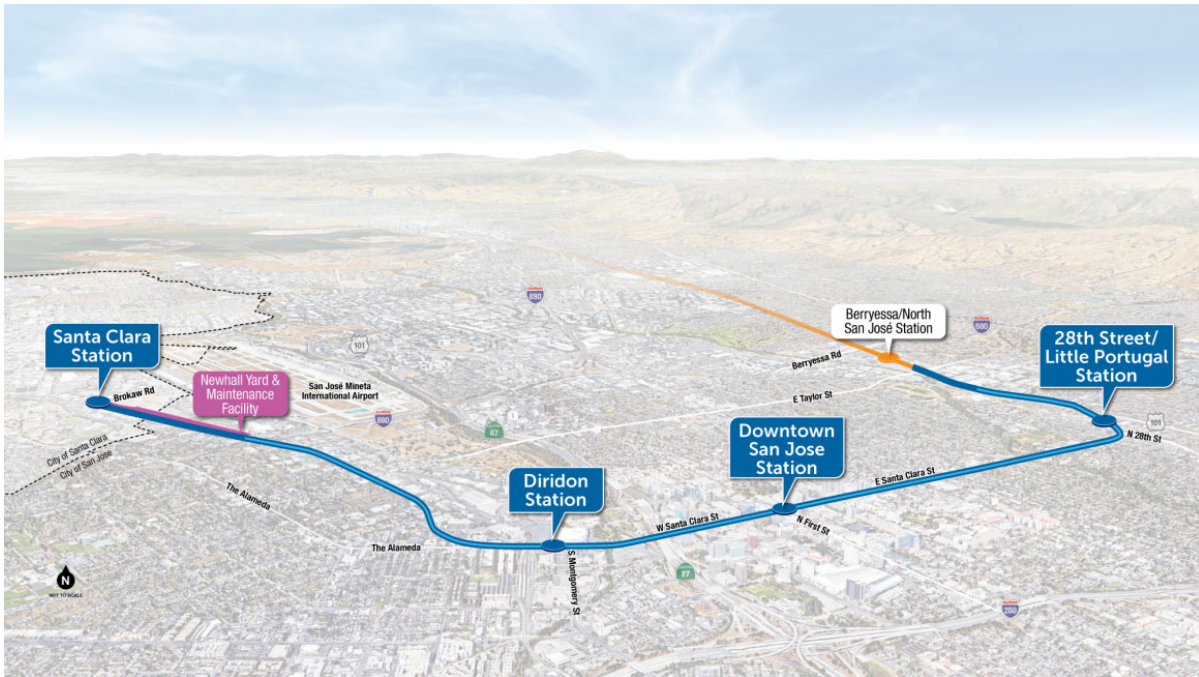 Santa Clara
Station
Brokaw Rd
Newhall Yard &
Maintenance
Facility
City of Santa Clara
City of San Jose
San José Mineta
International Airport
101
880
880
87
Berryessa/North
San José Station
Berryessa Rd
E Taylor St
680
28th Street/
Little Portugal
Station
101
N 28th St
Downtown
San Jose
Station
E Santa Clara St
W Santa Clara St
N First St
Diridon
Station
The Alameda
The Alameda
S Montgomery St
87
280
N
NOT TO SCALE